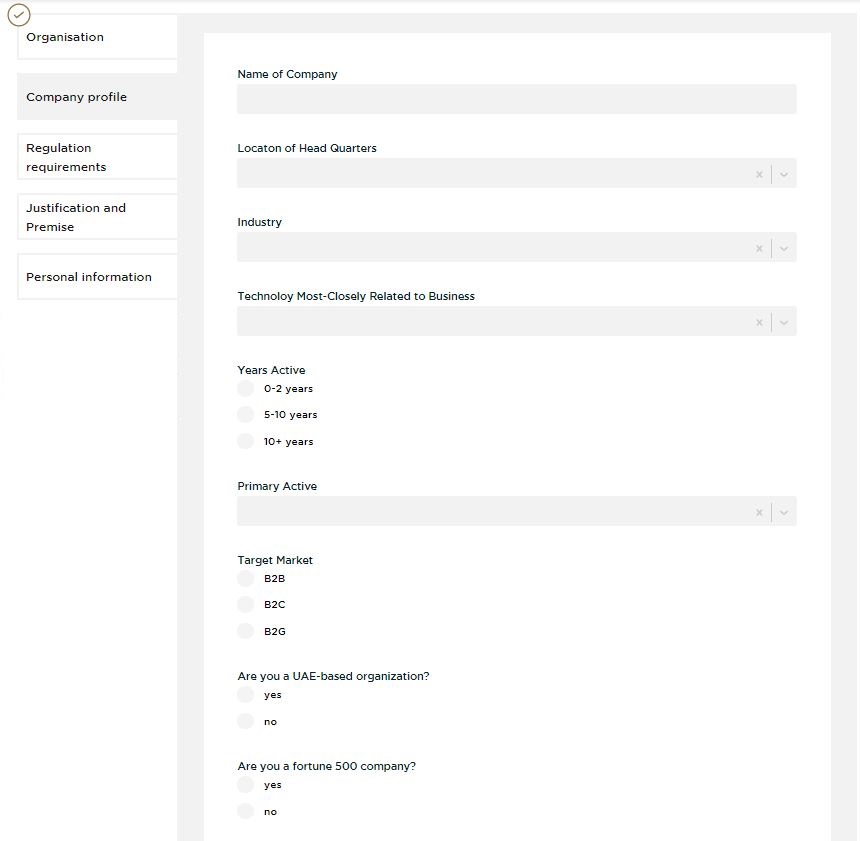 Organisation
Company profile
Regulation
requirements
Justification and
Premise
Personal information
Name of Company
Locaton of Head Quarters
Industry
Technoloy Most-Closely Related to Business
Years Active
0-2 years
5-10 years
10+ years
Primary Active
Target Market
B2B
B2C
B2G
Are you a UAE-based organization?
yes
no
Are you a fortune 500 company?
yes
no